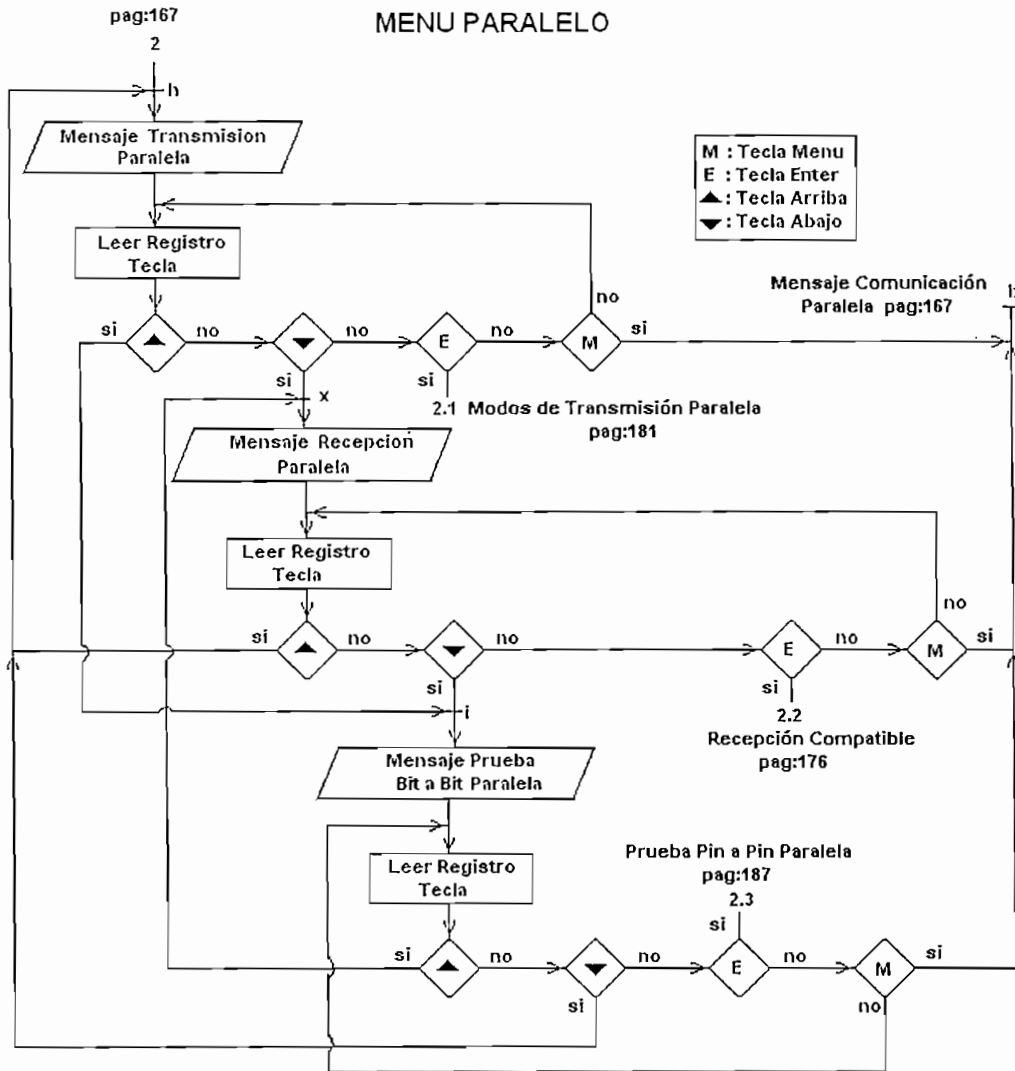 MENU PARALELO
pag:167
2
h
Mensaje Transmision
Paralela
M : Tecla Menu
E : Tecla Enter
: Tecla Arriba
: Tecla Abajo
Leer Registro
Tecla
Mensaje Comunicación
Paralela pag:167
no
si
no
no
E
no
M
si
si
si
x
2.1 Modos de Transmisión Paralela
pag:181
Mensaje Recepcion
Paralela
Leer Registro
Tecla
no
si
no
no
E
no
M
si
si
si
i
2.2
Recepción Compatible
pag:176
Mensaje Prueba
Bit a Bit Paralela
Prueba Pin a Pin Paralela
pag:187
2.3
Leer Registro
Tecla
si
si
no
no
E
no
M
si
si
no